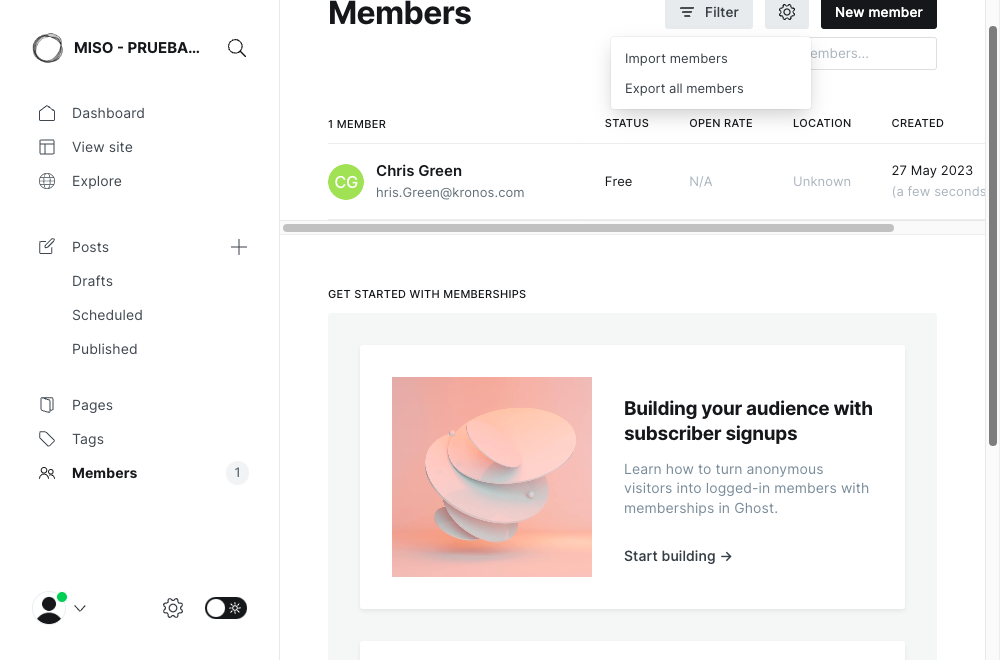 MISO - PRUEBA...
Dashboard
View site
Explore
Posts
Drafts
Scheduled
Published
Pages
Tags
Members 1
Members
Filter
New member
Import members
Export all members
embers...
1 MEMBER STATUS OPEN RATE LOCATION CREATED
CG
Chris Green
hris.Green@kronos.com
Free N/A Unknown
27 May 2023
(a few seconds
GET STARTED WITH MEMBERSHIPS
Building your audience with
subscriber signups
Learn how to turn anonymous
visitors into logged-in members with
memberships in Ghost.
Start building →